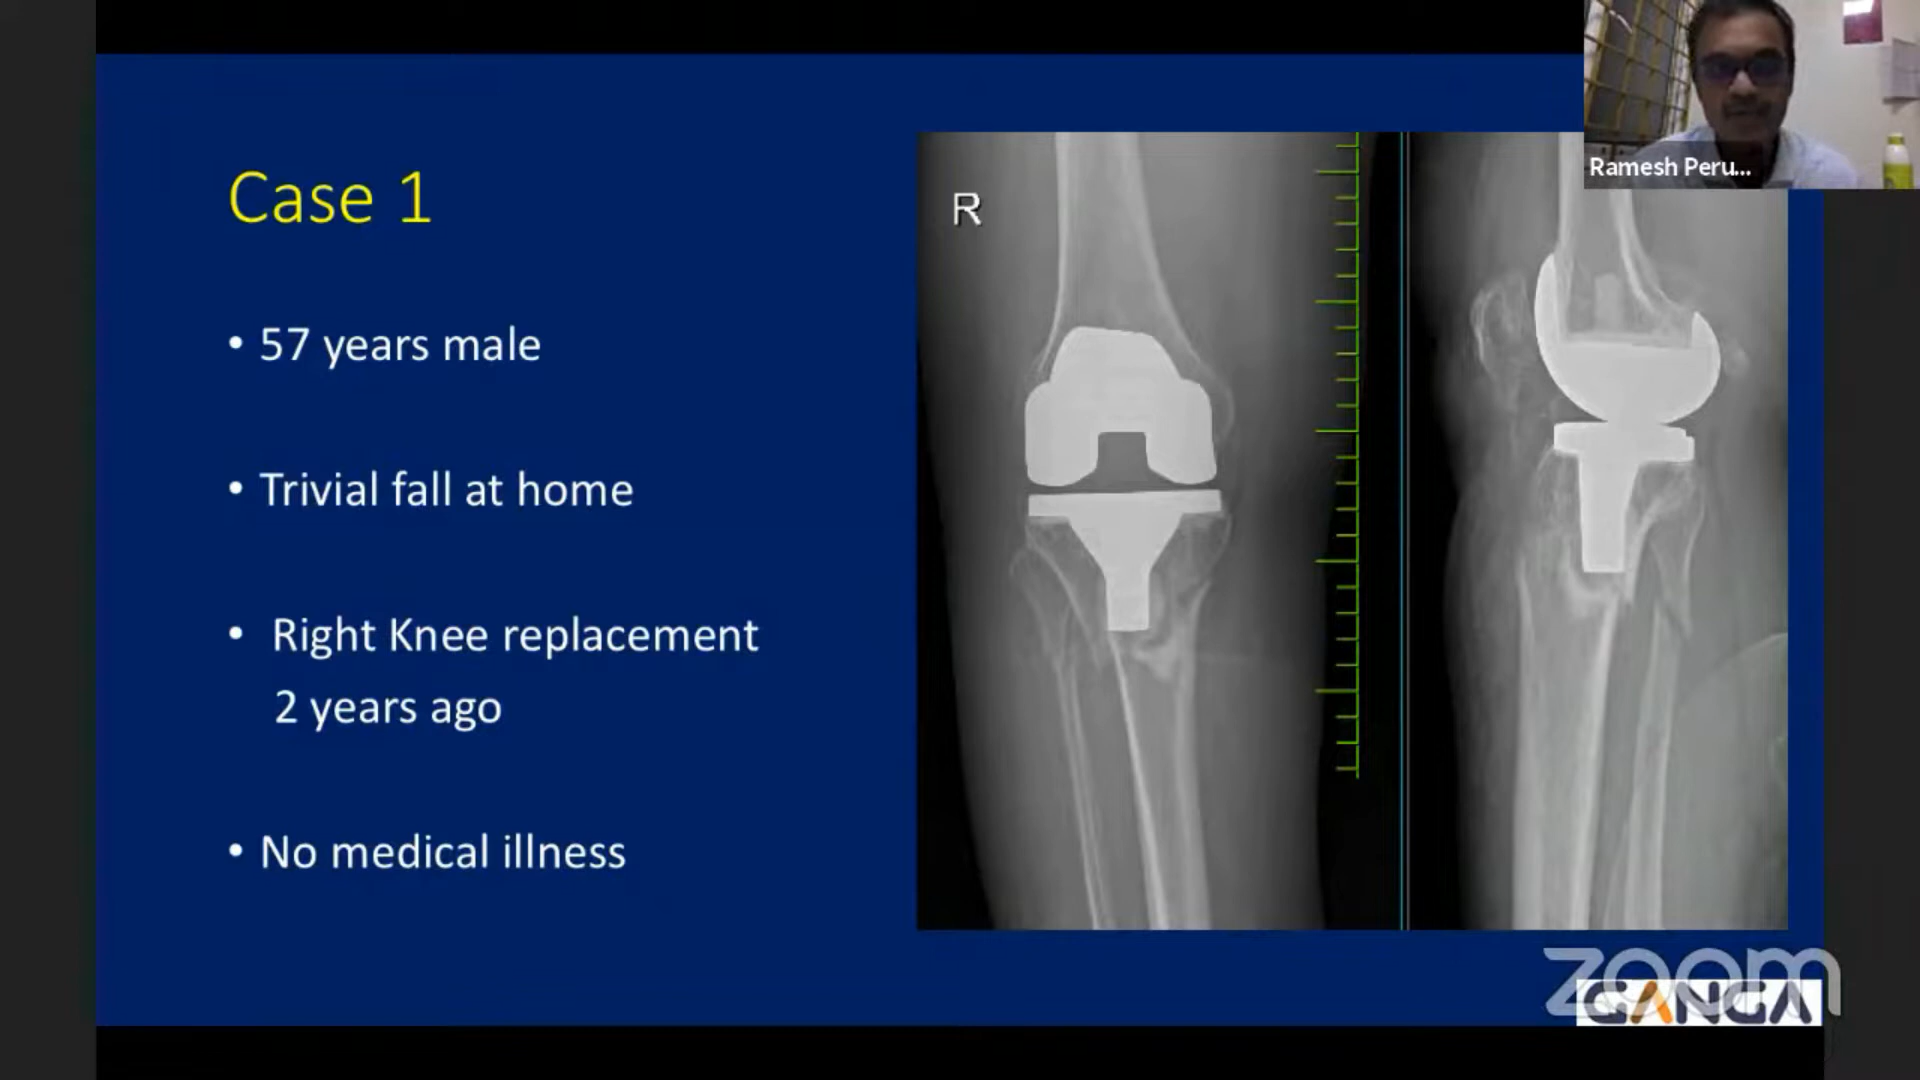 Case 1
• 57 years male
• Trivial fall at home
• Right Knee replacement
2 years ago
• No medical illness
R
Ramesh Peru...
zoom
GANGA